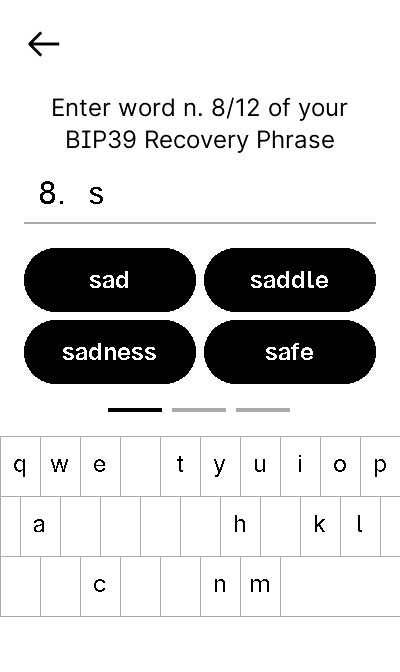 Enter word n. 8/12 of your
BIP39 Recovery Phrase
8. s
sad saddle
sadness safe
q w e t y u i o p
a h k l
c n m